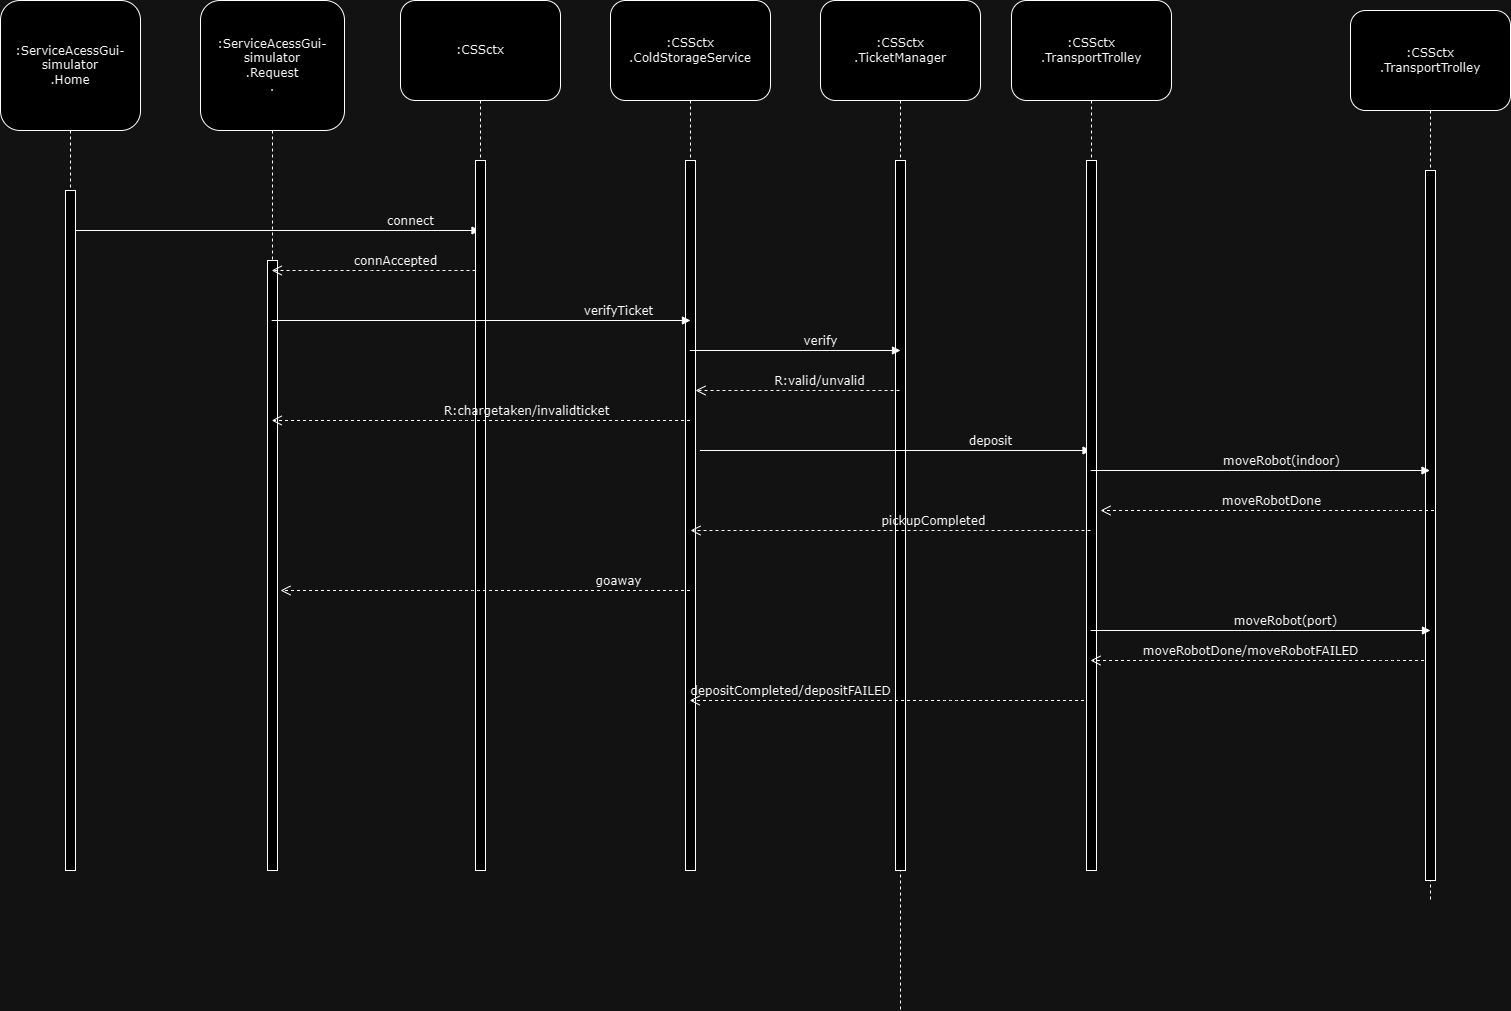 :ServiceAcessGui-
simulator
.Home
:ServiceAcessGui-
simulator
.Request
.
:CSSctx
:CSSctx
.ColdStorageService
:CSSctx
.TicketManager
:CSSctx
.TransportTrolley
:CSSctx
.TransportTrolley
connect
connAccepted
verifyTicket
verify
R:valid/unvalid
R:chargetaken/invalidticket
deposit
moveRobot(indoor)
moveRobotDone
pickupCompleted
goaway
moveRobot(port)
moveRobotDone/moveRobotFAILED
depositCompleted/depositFAILED